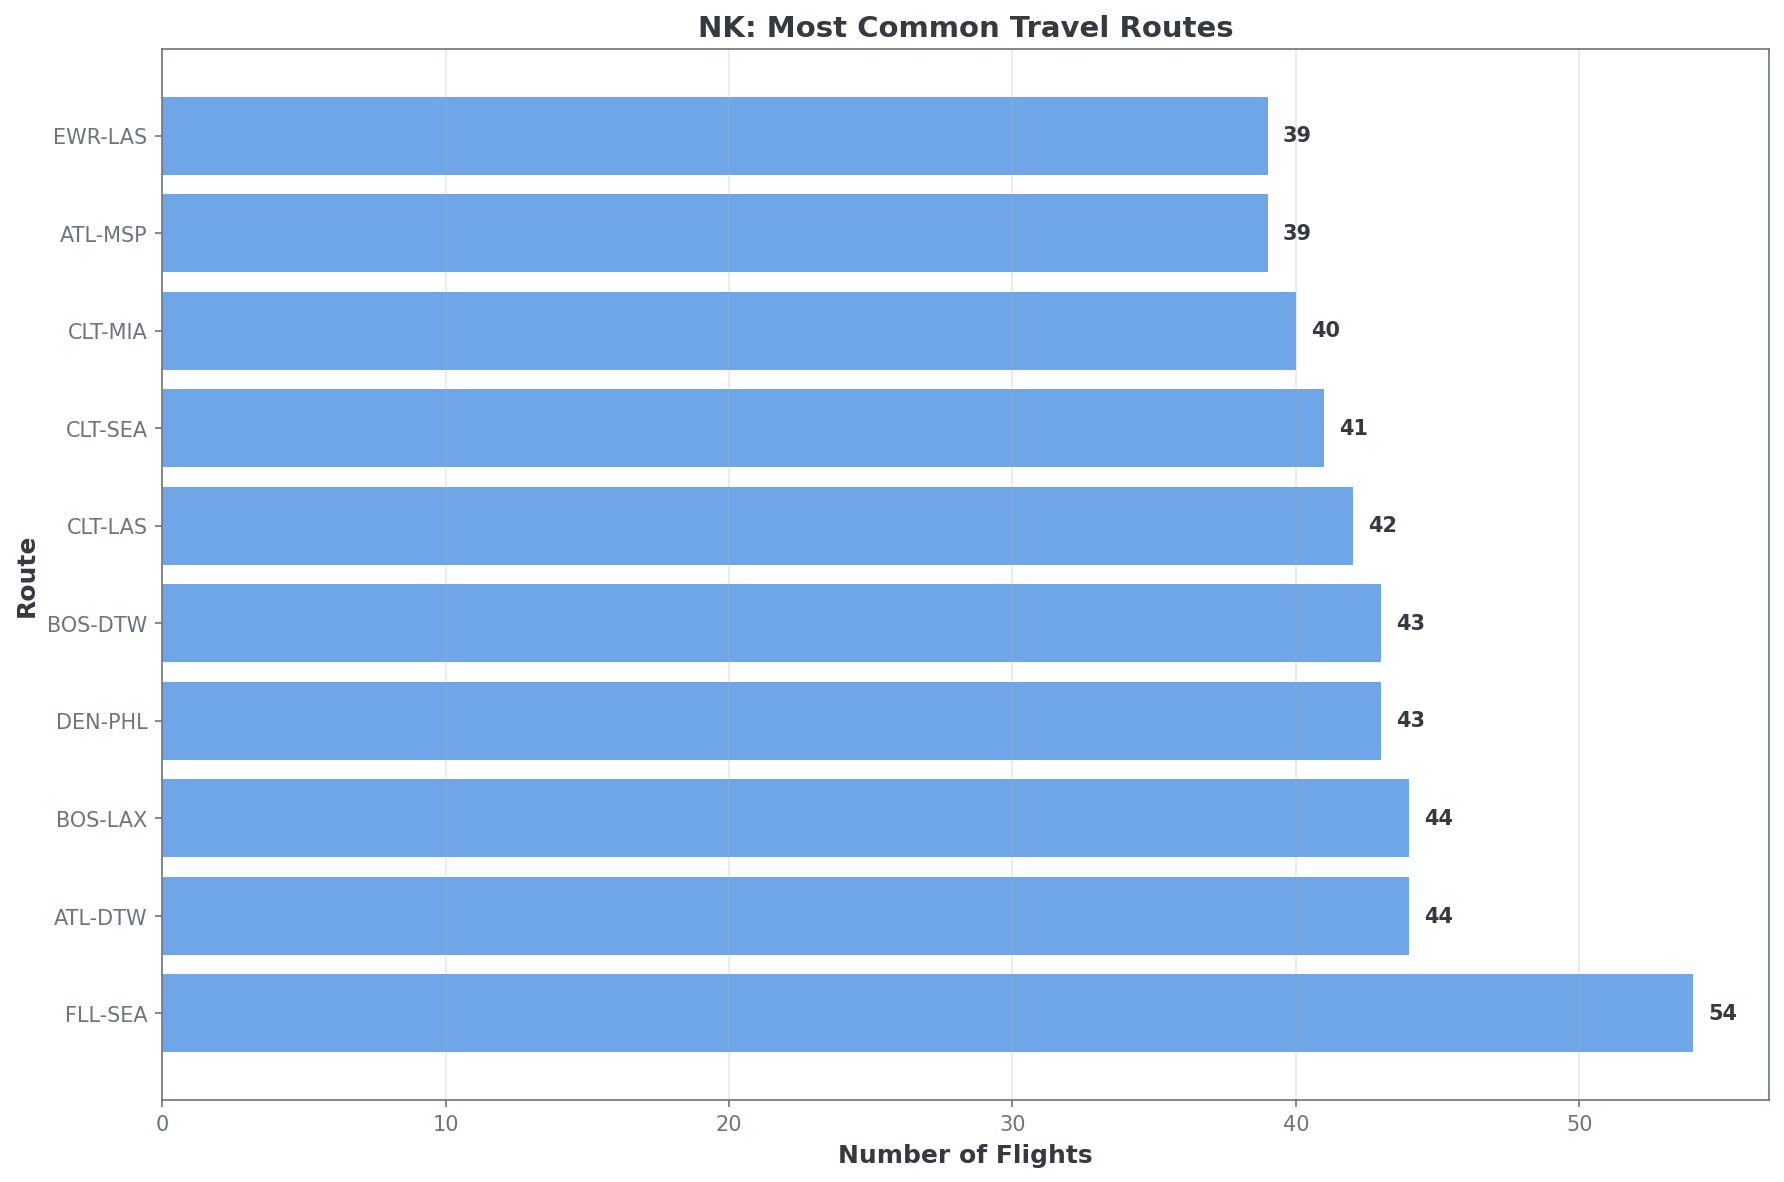 NK: Most Common Travel Routes
EWR-LAS 39
ATL-MSP 39
CLT-MIA 40
CLT-SEA 41
CLT-LAS 42
BOS-DTW 43
DEN-PHL 43
BOS-LAX 44
ATL-DTW 44
FLL-SEA 54
Route
0 10 20 30 40 50
Number of Flights